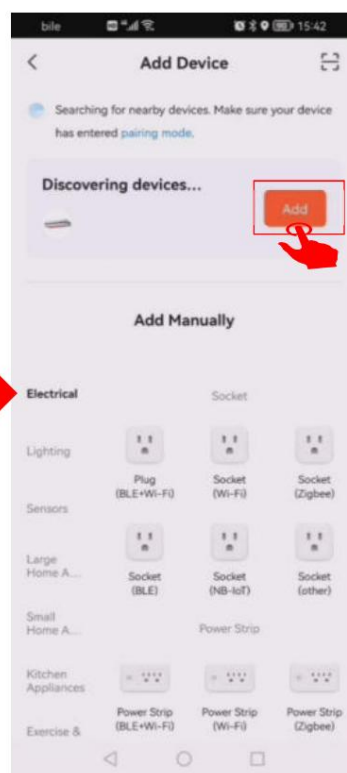 bile 15:42
Add Device
Searching for nearby devices. Make sure your device
has entered pairing mode.
Discovering devices...
Add
Add Manually
Electrical
Socket
Lighting
Plug
(BLE+Wi-Fi)
Socket
(Wi-Fi)
Socket
(Zigbee)
Sensors
Large
Home A...
Socket
(BLE)
Socket
(NB-IoT)
Socket
(other)
Small
Home A...
Power Strip
Kitchen
Appliances
Power Strip
(BLE+Wi-Fi)
Power Strip
(Wi-Fi)
Power Strip
(Zigbee)
Exercise &